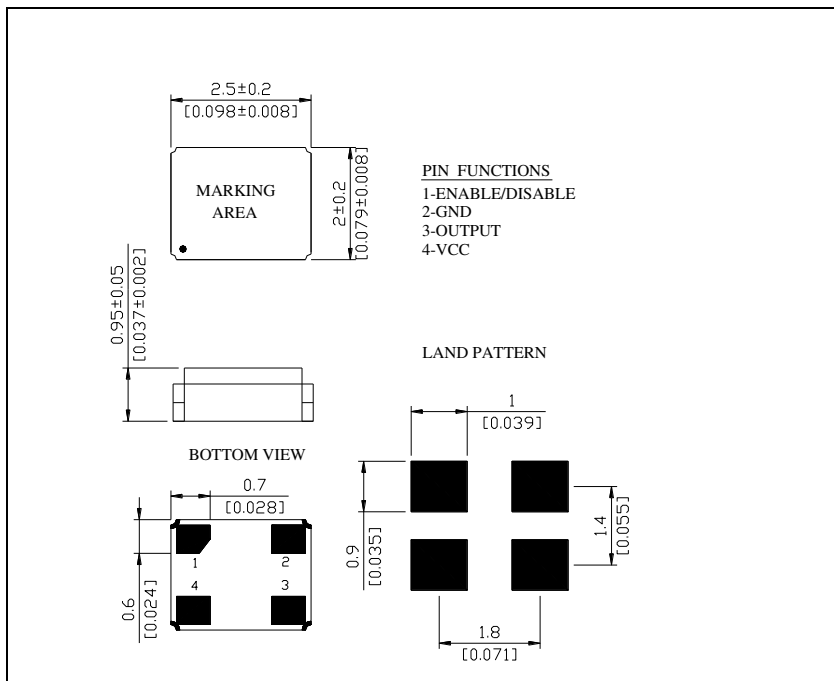 2.5±0.2
[0.098±0.008]
MARKING
AREA
2±0.2
[0.079±0.008]
PIN FUNCTIONS
1-ENABLE/DISABLE
2-GND
3-OUTPUT
4-VCC
0.95±0.05
[0.037±0.002]
LAND PATTERN
1
[0.039]
BOTTOM VIEW
0.7
[0.028]
1
2
4
3
0.6
[0.024]
0.9
[0.035]
1.4
[0.055]
1.8
[0.071]